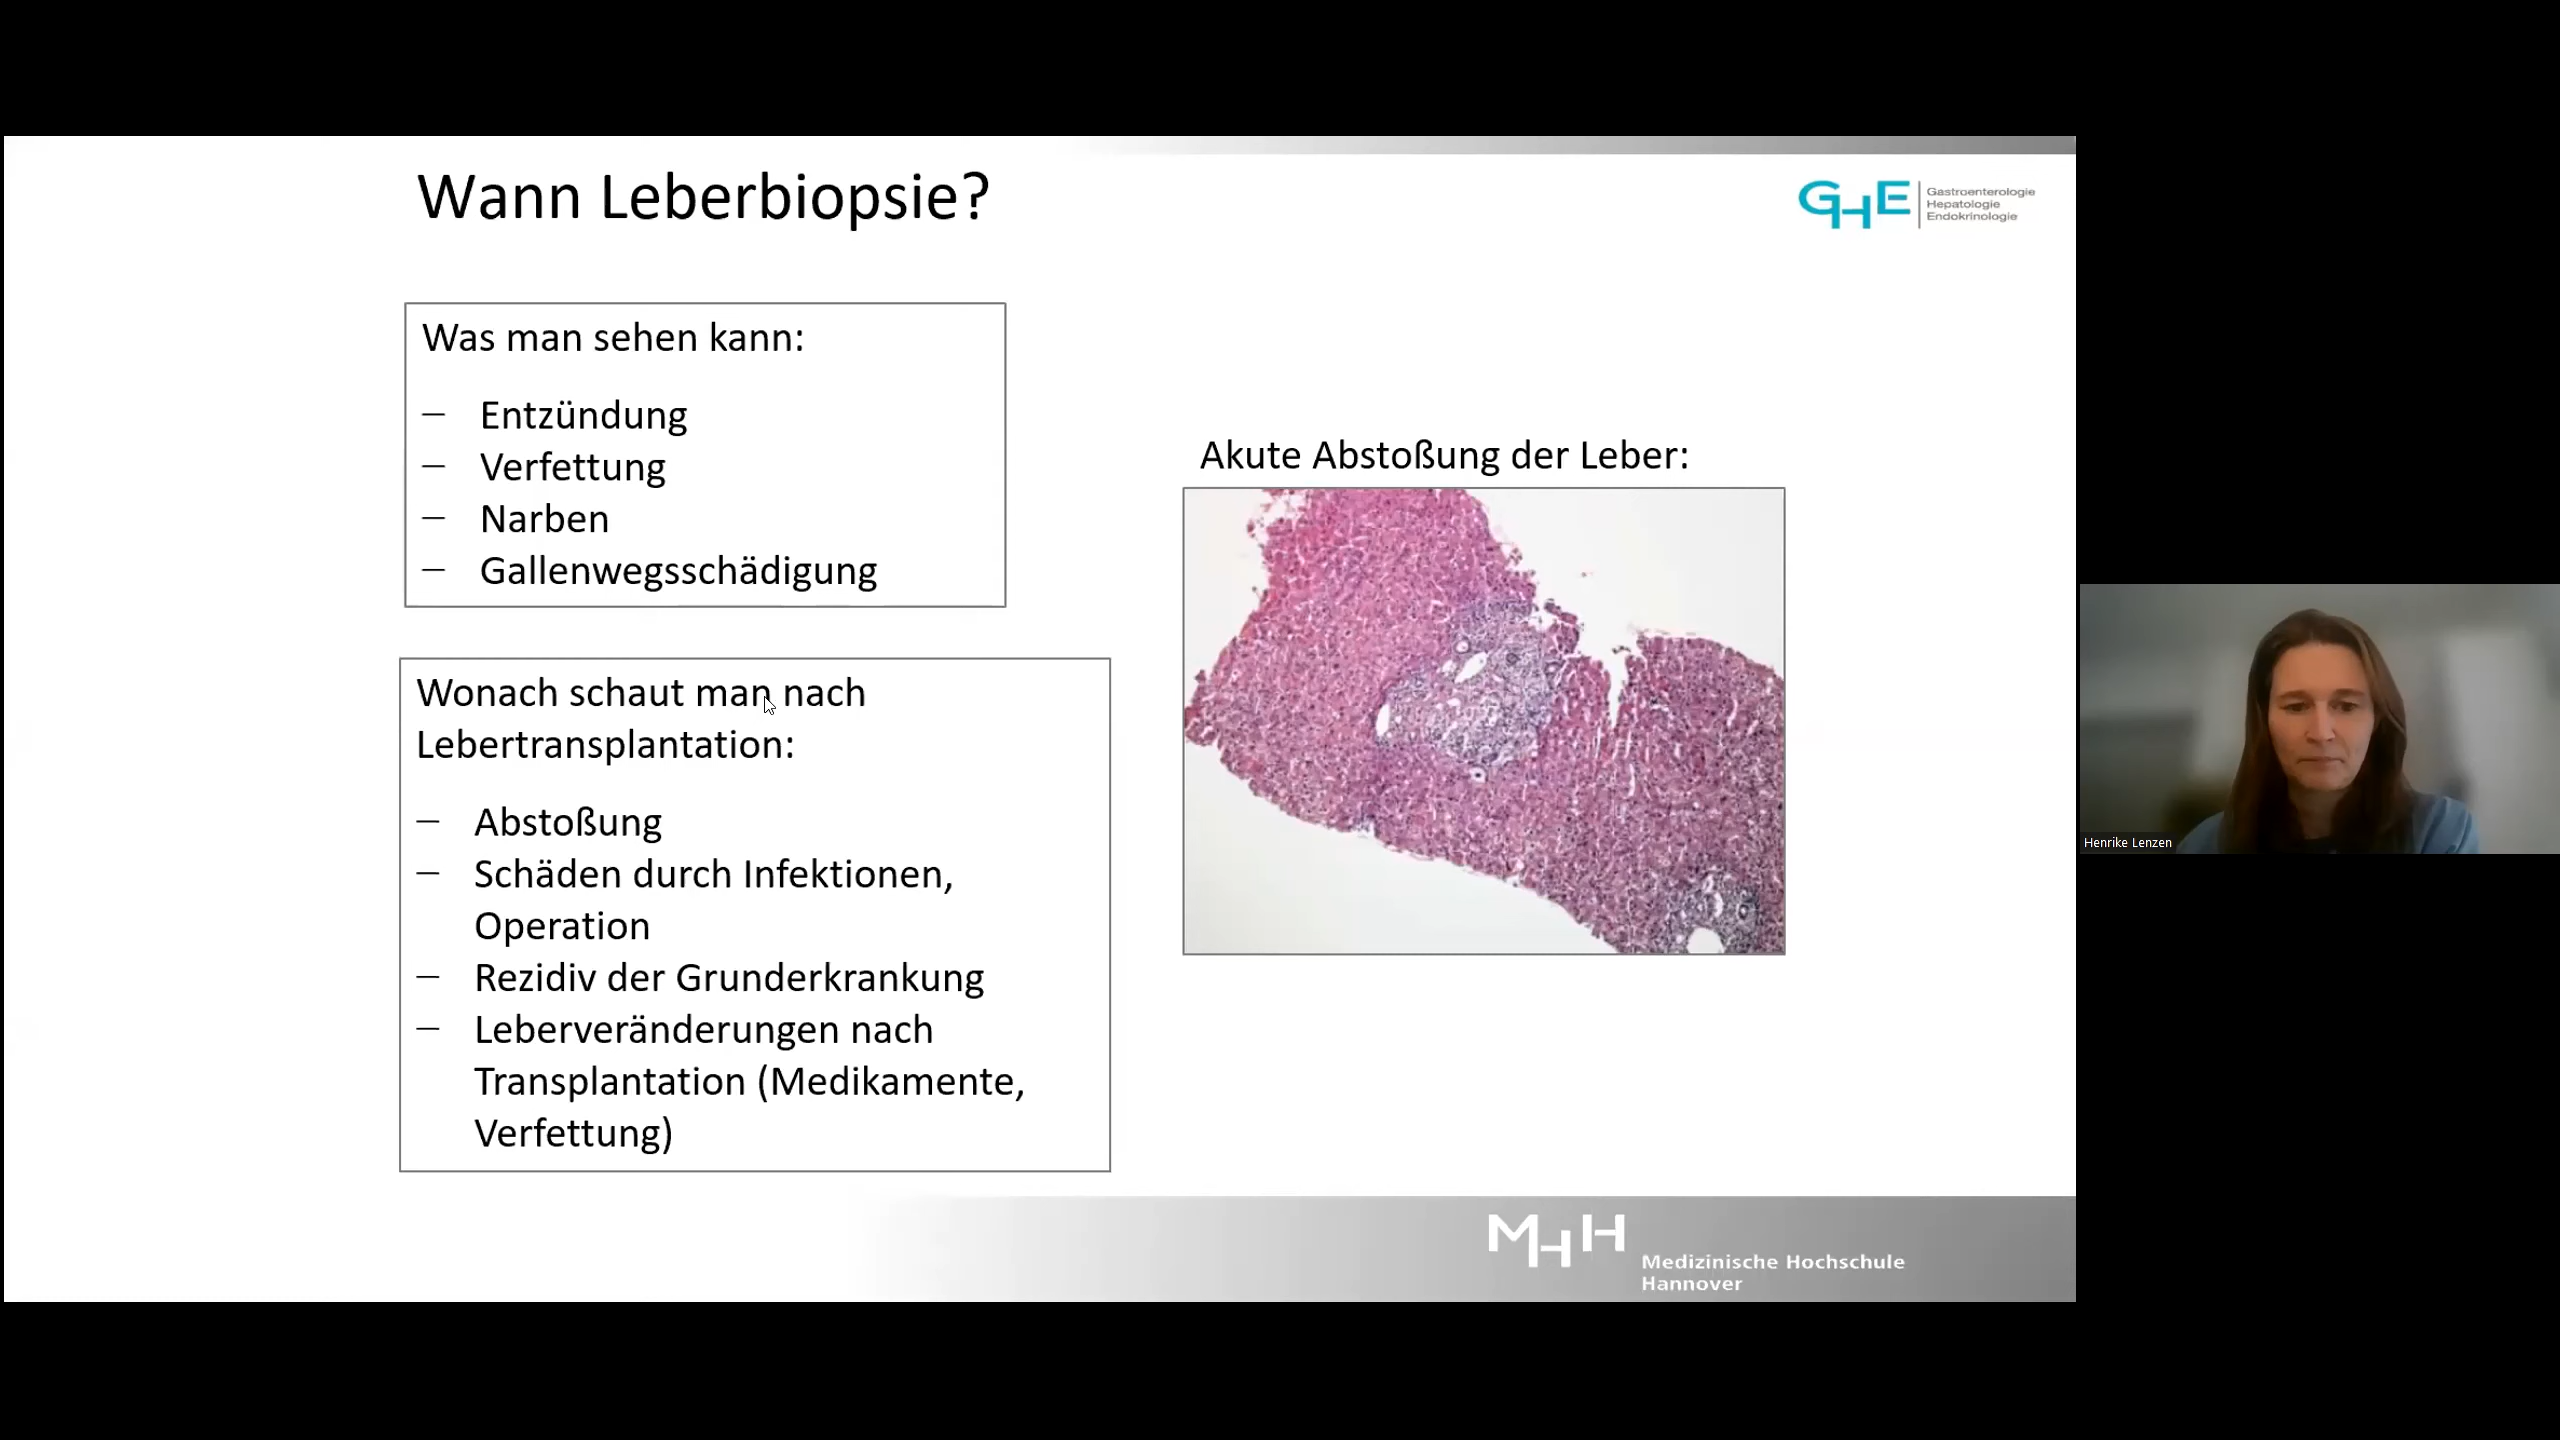 Wann Leberbiopsie?
GHE
Gastroenterologie
Hepatologie
Endokrinologie
Was man sehen kann:
– Entzündung
– Verfettung
– Narben
– Gallenwegsschädigung
Wonach schaut man nach
Lebertransplantation:
– Abstoßung
– Schäden durch Infektionen,
Operation
– Rezidiv der Grunderkrankung
– Leberveränderungen nach
Transplantation (Medikamente,
Verfettung)
Akute Abstoßung der Leber:
Henrike Lenzen
MHH
Medizinische Hochschule
Hannover